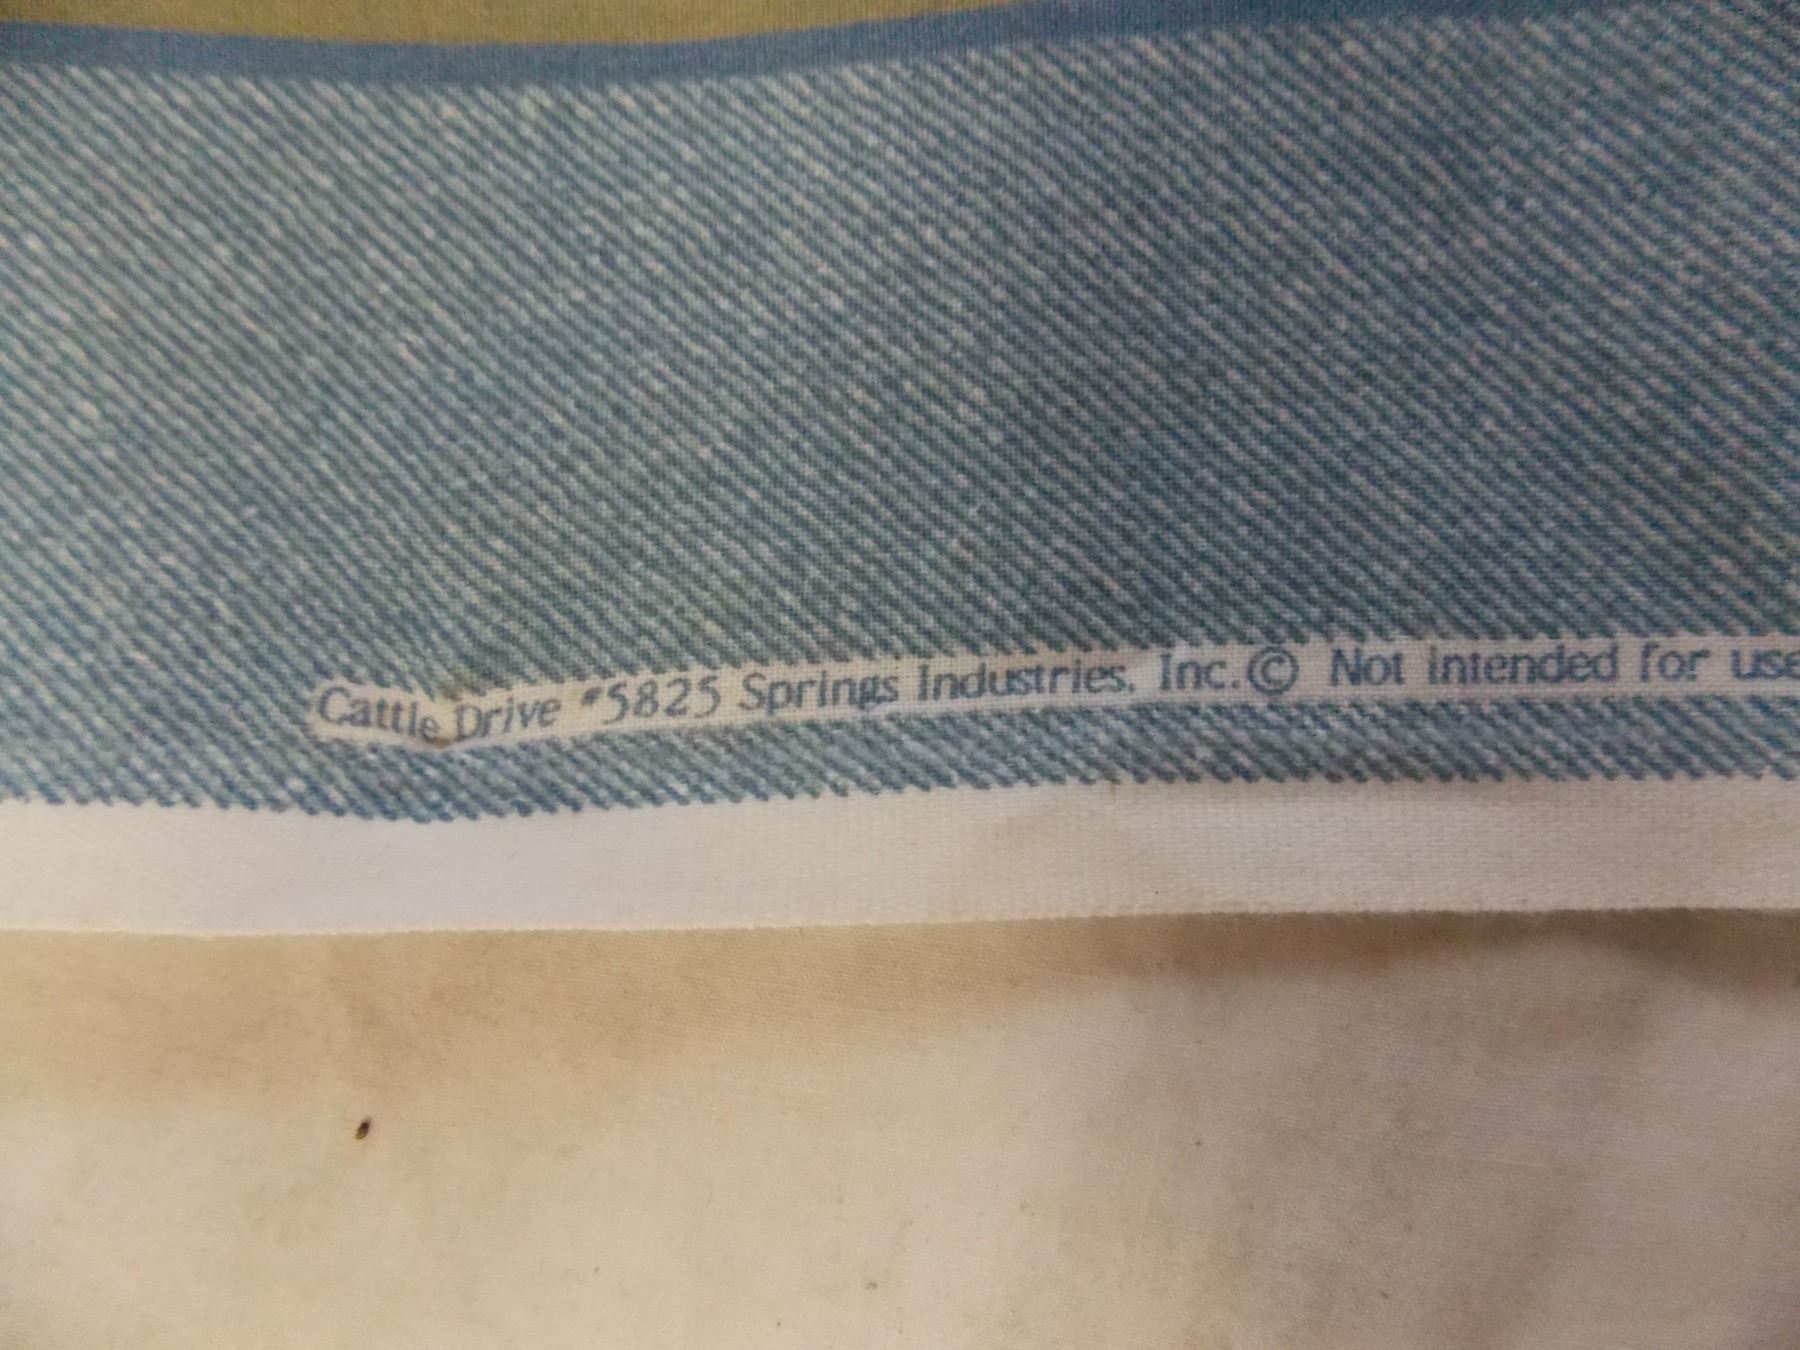 Cattle Drive #5825 Springs Industries, Inc.© Not intended for use